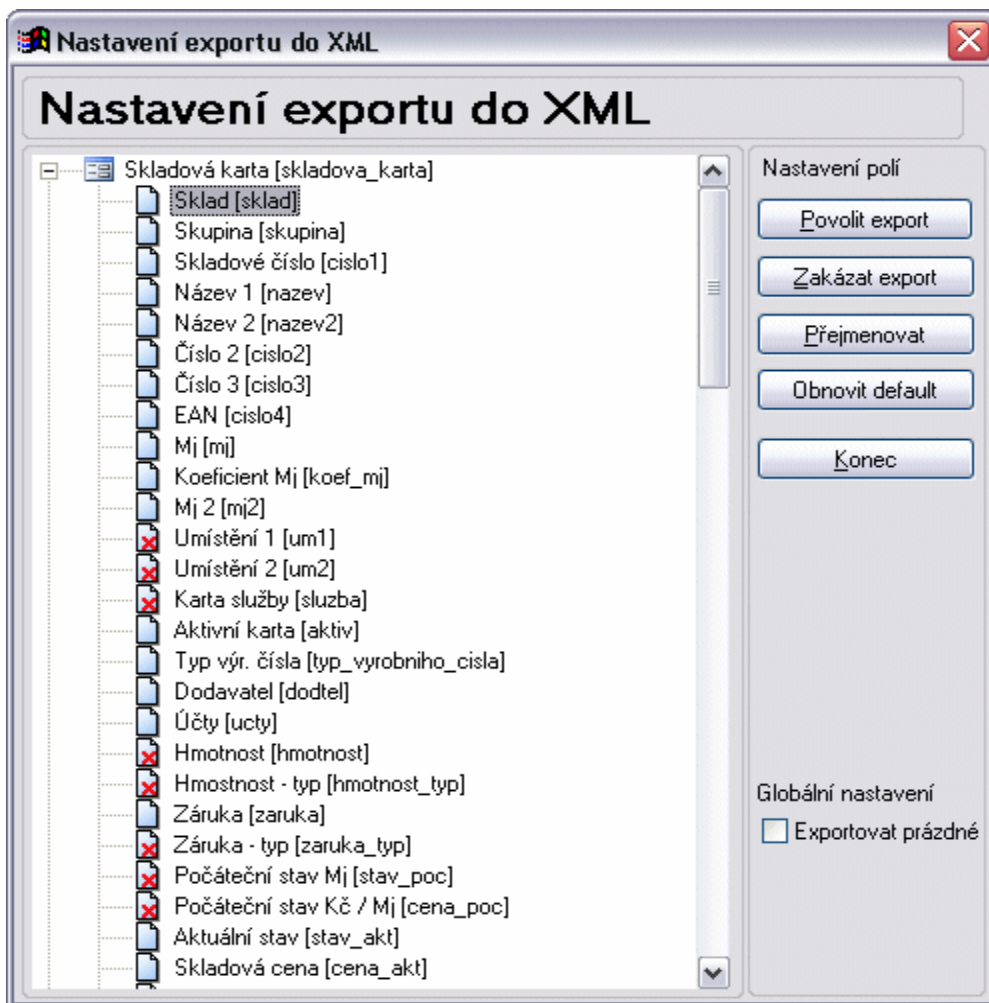 Nastavení exportu do XML
Nastavení exportu do XML
Skladová karta [skladova_karta]
Sklad [sklad]
Skupina [skupina]
Skladové číslo [cislo1]
Název 1 [nazev]
Název 2 [nazev2]
Číslo 2 [cislo2]
Číslo 3 [cislo3]
EAN [cislo4]
Mj [mj]
Koeficient Mj [koef_mj]
Mj 2 [mj2]
Umístění 1 [um1]
Umístění 2 [um2]
Karta služby [sluzba]
Aktivní karta [aktiv]
Typ výr. čísla [typ_vyrobniho_cisla]
Dodavatel [dodtel]
Účty [ucty]
Hmotnost [hmotnost]
Hmostnost - typ [hmotnost_typ]
Záruka [zaruka]
Záruka - typ [zaruka_typ]
Počáteční stav Mj [stav_poc]
Počáteční stav Kč / Mj [cena_poc]
Aktuální stav [stav_akt]
Skladová cena [cena_akt]
Nastavení polí
Povolit export
Zakázat export
Přejmenovat
Obnovit default
Konec
Globální nastavení
Exportovat prázdné